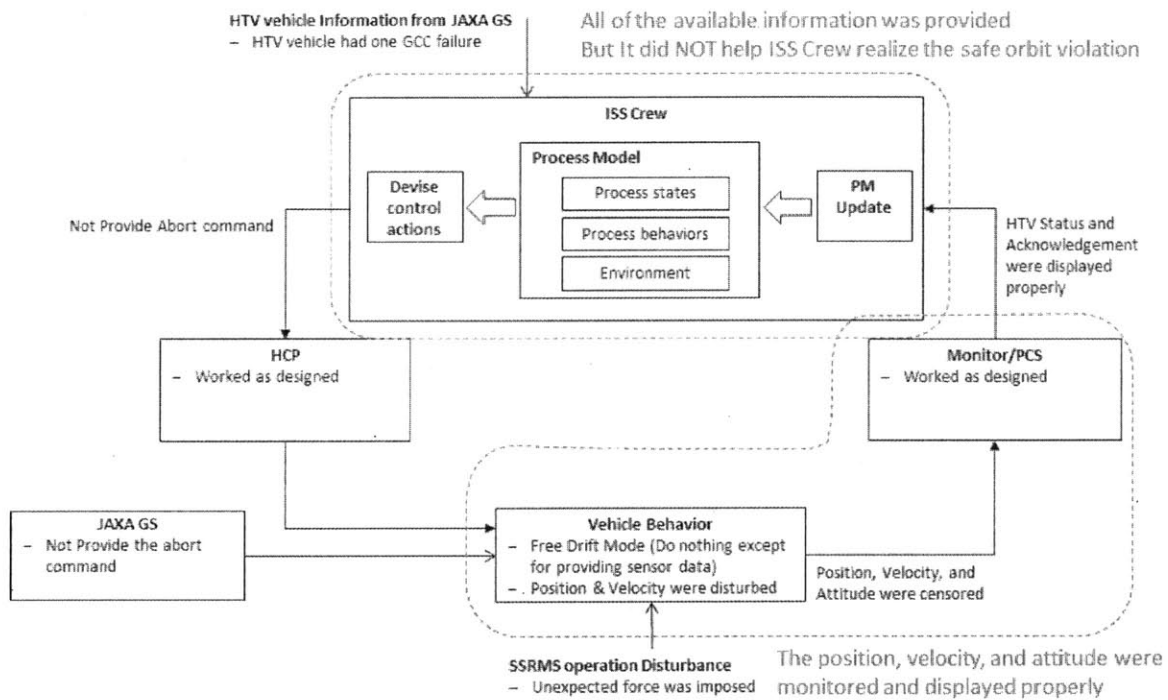 HTV vehicle Information from JAXA GS
– HTV vehicle had one GCC failure
All of the available information was provided
But It did NOT help ISS Crew realize the safe orbit violation
ISS Crew
Process Model
Process states
Process behaviors
Environment
Devise
control
actions
PM
Update
Not Provide Abort command
HTV Status and
Acknowledgement
were displayed
properly
HCP
– Worked as designed
Monitor/PCS
– Worked as designed
JAXA GS
– Not Provide the abort
command
Vehicle Behavior
– Free Drift Mode (Do nothing except
for providing sensor data)
– . Position & Velocity were disturbed
Position, Velocity, and
Attitude were censored
SSRMS operation Disturbance
– Unexpected force was imposed
The position, velocity, and attitude were
monitored and displayed properly